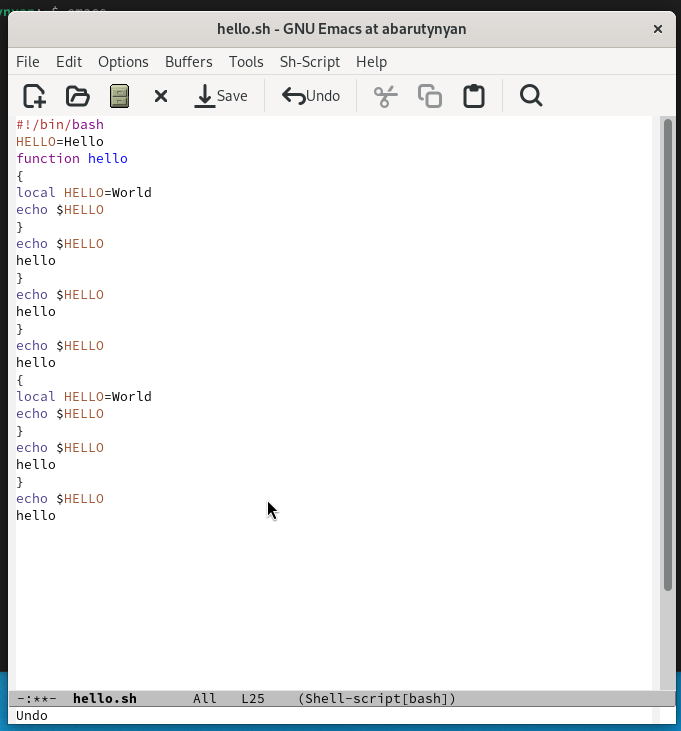 hello.sh - GNU Emacs at abarutynyan
File Edit Options Buffers Tools Sh-Script Help
Save Undo
#!/bin/bash
HELLO=Hello
function hello
{
local HELLO=World
echo $HELLO
}
echo $HELLO
hello
}
echo $HELLO
hello
}
echo $HELLO
hello
{
local HELLO=World
echo $HELLO
}
echo $HELLO
hello
}
echo $HELLO
hello
-:**- hello.sh All L25 (Shell-script[bash])
Undo